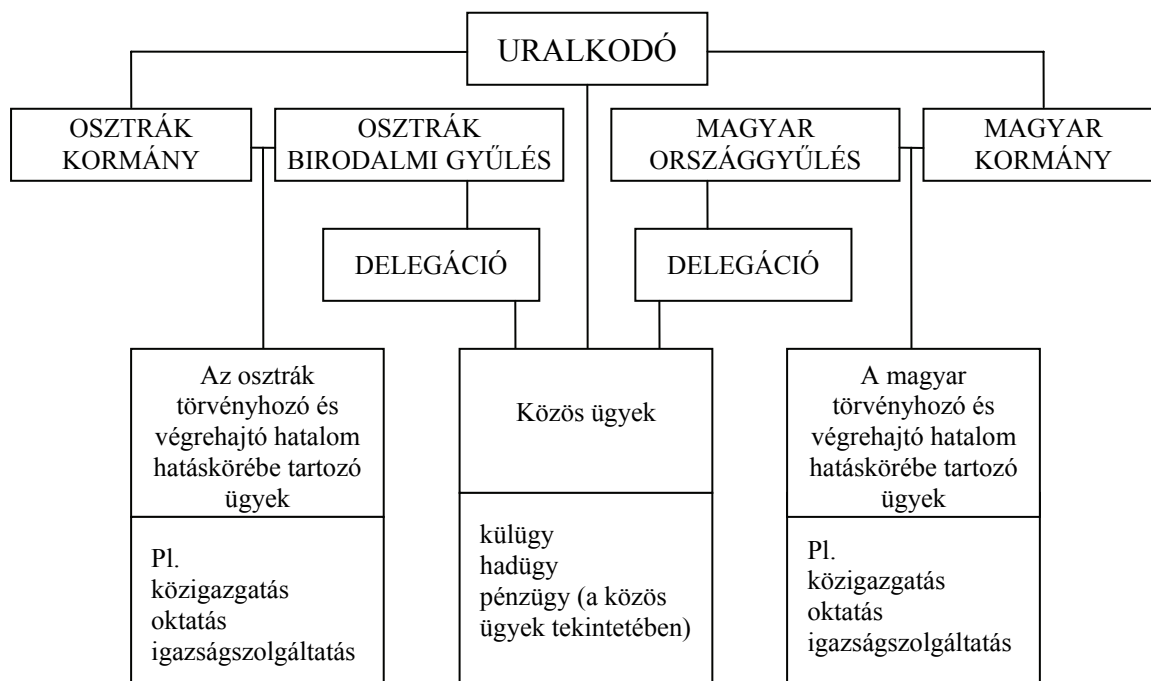 URALKODÓ
OSZTRÁK
KORMÁNY
OSZTRÁK
BIRODALMI GYŰLÉS
MAGYAR
ORSZÁGGYŰLÉS
MAGYAR
KORMÁNY
DELEGÁCIÓ
DELEGÁCIÓ
Az osztrák
törvényhozó és
végrehajtó hatalom
hatáskörébe tartozó
ügyek
Pl.
közigazgatás
oktatás
igazságszolgáltatás
Közös ügyek
külügy
hadügy
pénzügy (a közös
ügyek tekintetében)
A magyar
törvényhozó és
végrehajtó hatalom
hatáskörébe tartozó
ügyek
Pl.
közigazgatás
oktatás
igazságszolgáltatás